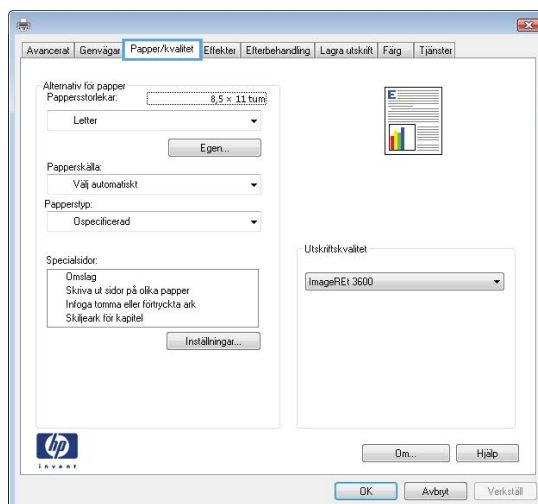 Avancerat Genvägar Papper/kvalitet Effekter Efterbehandling Lagra utskrift Färg Tjänster
Alternativ för papper
Pappersstorlekar: 8,5 × 11 tum
Letter
Egen...
Papperskälla:
Välj automatiskt
Papperstyp:
Ospecificerad
Specialsidor:
Omslag
Skriva ut sidor på olika papper
Infoga tomma eller förtryckta ark
Skiljeark för kapitel
Inställningar...
E
Utskriftskvalitet
ImageREt 3600
hp
invent
Om... Hjälp
OK Avbryt Verkställ